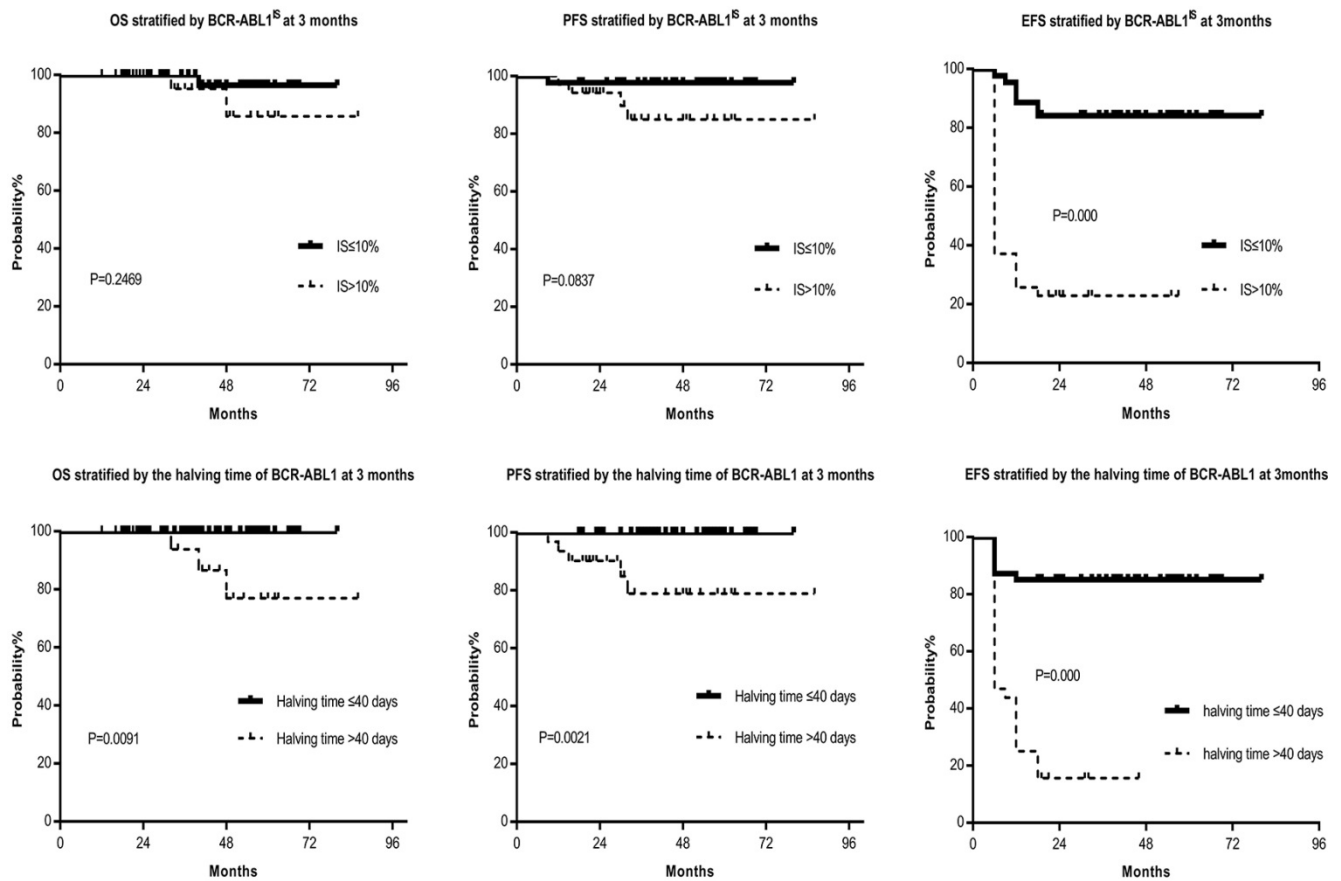 OS stratified by BCR-ABL1IS at 3 months
100
80
60
40
20
0
Probability%
IS≤10%
IS>10%
P=0.2469
0 24 48 72 96
Months
PFS stratified by BCR-ABL1IS at 3 months
100
80
60
40
20
0
Probability%
IS≤10%
IS>10%
P=0.0837
0 24 48 72 96
Months
EFS stratified by BCR-ABL1IS at 3months
100
80
60
40
20
0
Probability%
P=0.000
IS≤10%
IS>10%
0 24 48 72 96
Months
OS stratified by the halving time of BCR-ABL1 at 3 months
100
80
60
40
20
0
Probability%
Halving time ≤40 days
Halving time >40 days
P=0.0091
0 24 48 72 96
Months
PFS stratified by the halving time of BCR-ABL1 at 3 months
100
80
60
40
20
0
Probability%
Halving time ≤40 days
Halving time >40 days
P=0.0021
0 24 48 72 96
Months
EFS stratified by the halving time of BCR-ABL1 at 3months
100
80
60
40
20
0
Probability%
P=0.000
halving time ≤40 days
halving time >40 days
0 24 48 72 96
Months